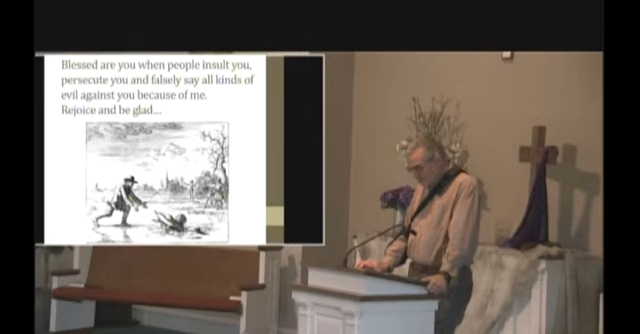 Blessed are you when people insult you,
persecute you and falsely say all kinds of
evil against you because of me.
Rejoice and be glad...